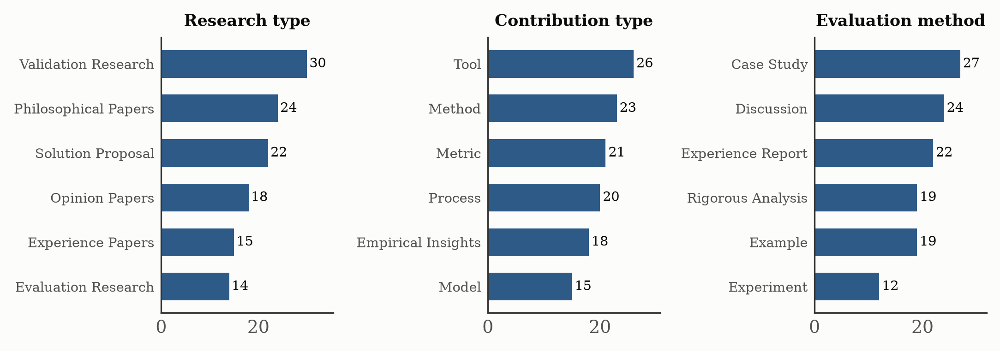 Research type
Validation Research 30
Philosophical Papers 24
Solution Proposal 22
Opinion Papers 18
Experience Papers 15
Evaluation Research 14
0 20
Contribution type
Tool 26
Method 23
Metric 21
Process 20
Empirical Insights 18
Model 15
0 20
Evaluation method
Case Study 27
Discussion 24
Experience Report 22
Rigorous Analysis 19
Example 19
Experiment 12
0 20